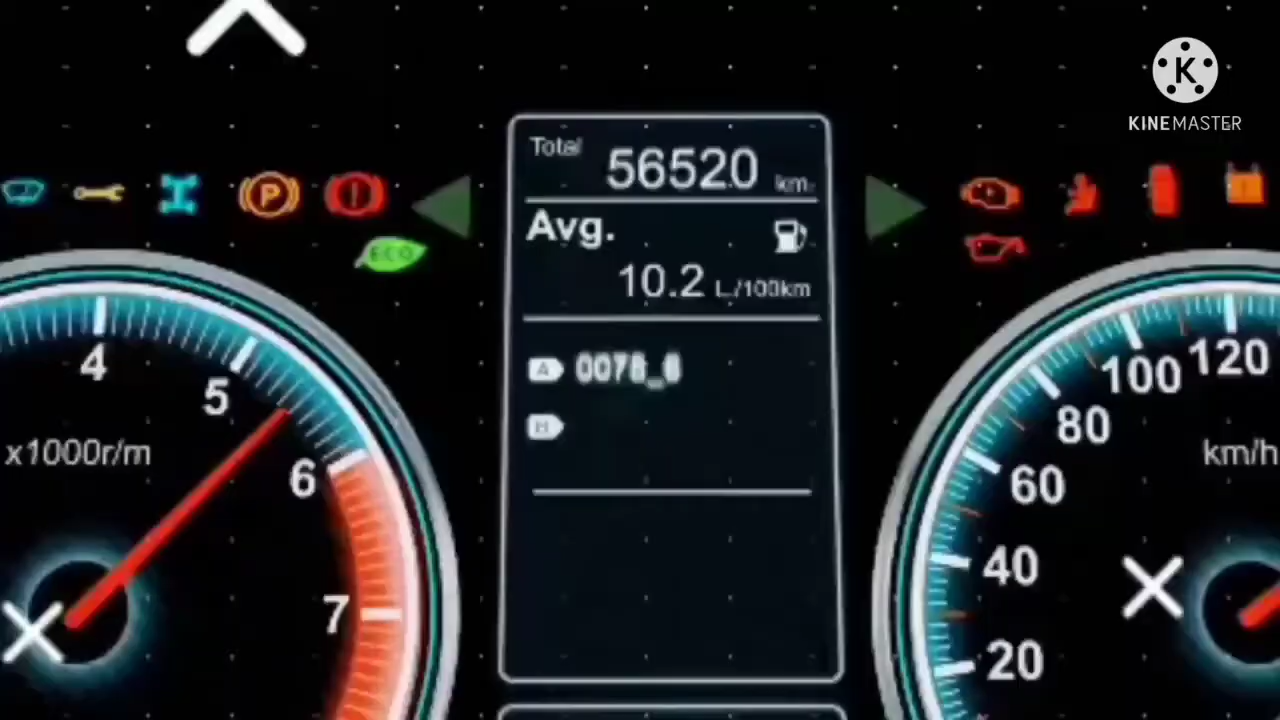 KINEMASTER
Total 56520 km
Avg.
10.2 L./100km
ECO
P
A
4
5
6
7
x1000r/m
20
40
60
80
100
120
km/h